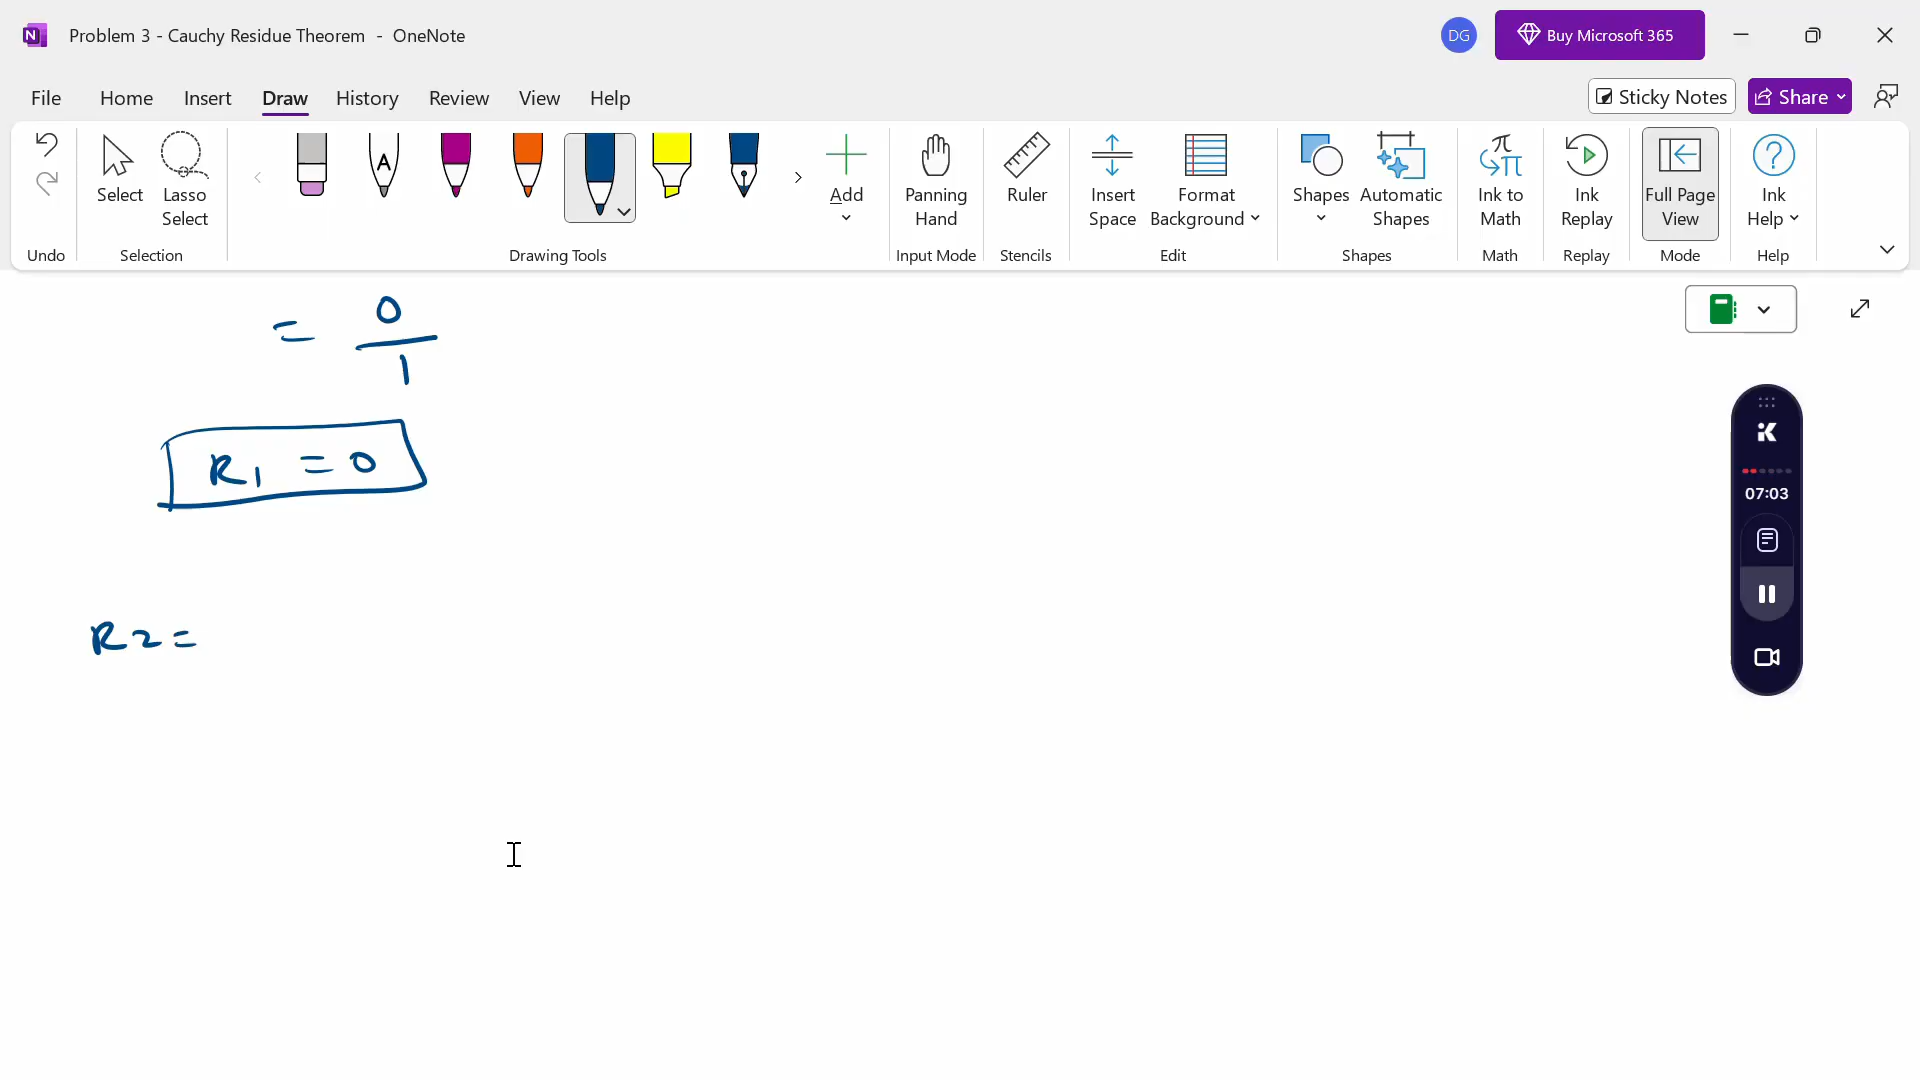 Problem 3 - Cauchy Residue Theorem - OneNote
DG
Buy Microsoft 365
File Home Insert Draw History Review View Help
Sticky Notes
Share
A
Select
Lasso Select
Add
Panning Hand
Ruler
Insert Space
Format Background
Shapes
Automatic Shapes
Ink to Math
Ink Replay
Full Page View
Ink Help
Undo Selection Drawing Tools Input Mode Stencils Edit Shapes Math Replay Mode Help
= 0/1
R1 = 0
07:03
R2 =